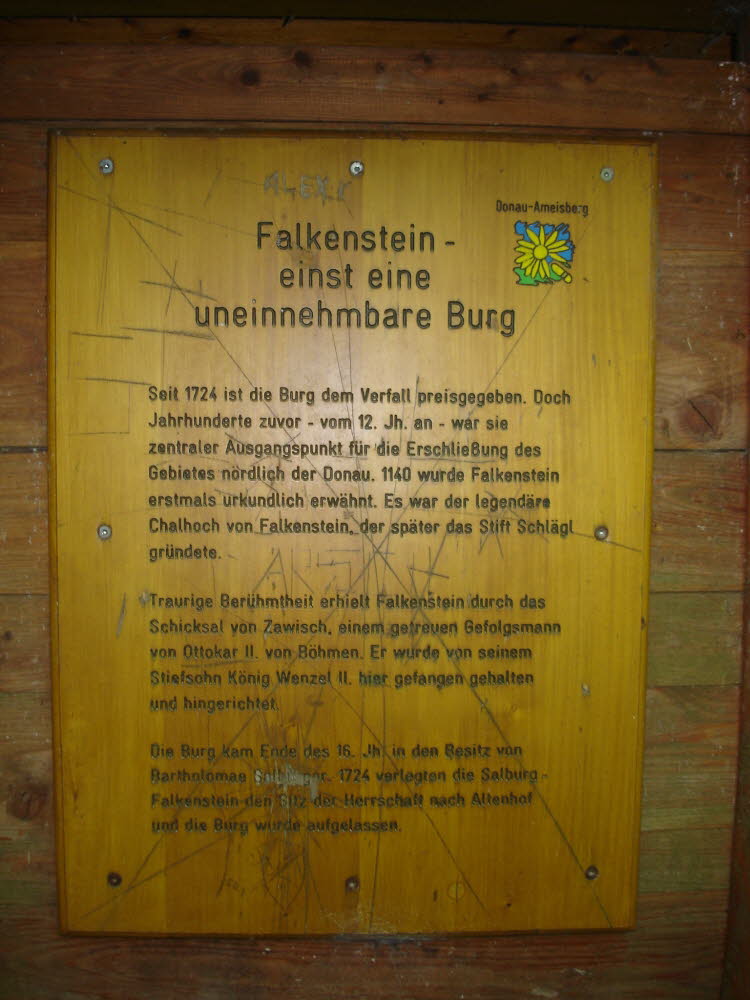 Donau-Ameisberg
Falkenstein -
einst eine
uneinnehmbare Burg
Seit 1724 ist die Burg dem Verfall preisgegeben. Doch
Jahrhunderte zuvor - vom 12. Jh. an - war sie
zentraler Ausgangspunkt für die Erschließung des
Gebietes nördlich der Donau. 1140 wurde Falkenstein
erstmals urkundlich erwähnt. Es war der legendäre
Chalhoch von Falkenstein, der später das Stift Schlägl
gründete.
Traurige Berühmtheit erhielt Falkenstein durch das
Schicksal von Zawisch, einem getreuen Gefolgsmann
von Ottokar II. von Böhmen. Er wurde von seinem
Stiefsohn König Wenzel II. hier gefangen gehalten
und hingerichtet.
Die Burg kam Ende des 16. Jh. in den Besitz von
Bartholomae 1724 verlegten die Salburg-
Falkenstein den Sitz der Herrschaft nach Altenhof
und die Burg wurde aufgelassen.